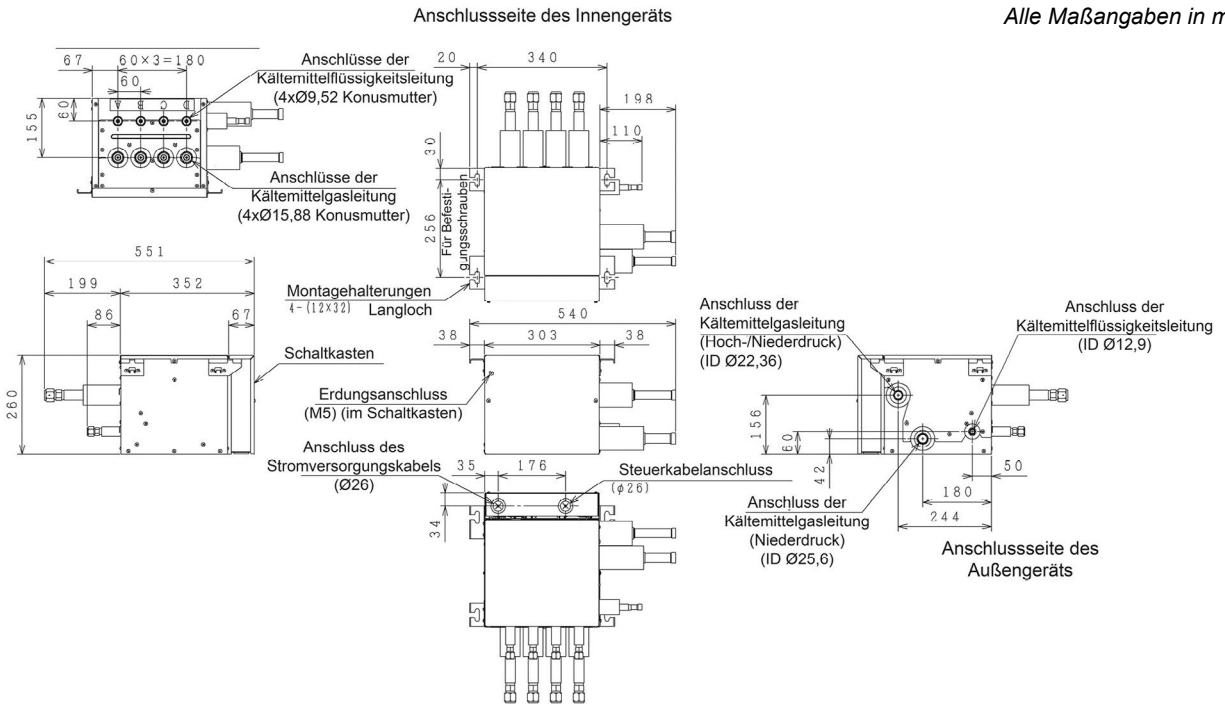 Anschlussseite des Innengeräts
Alle Maßangaben in m
67
60×3=180
60
155
60
Anschlüsse der
Kältemittelflüssigkeitsleitung
(4xØ9,52 Konusmutter)
Anschlüsse der
Kältemittelgasleitung
(4xØ15,88 Konusmutter)
20
340
198
110
30
256
Für Befesti-
gungsschrauben
Montagehalterungen
4-(12×32) Langloch
551
199
352
86
67
260
Schaltkasten
540
38
303
38
Erdungsanschluss
(M5) (im Schaltkasten)
Anschluss des
Stromversorgungskabels
(Ø26)
35
176
34
Steuerkabelanschluss
(φ26)
Anschluss der
Kältemittelgasleitung
(Hoch-/Niederdruck)
(ID Ø22,36)
Anschluss der
Kältemittelflüssigkeitsleitung
(ID Ø12,9)
156
60
42
50
180
244
Anschluss der
Kältemittelgasleitung
(Niederdruck)
(ID Ø25,6)
Anschlussseite des
Außengeräts